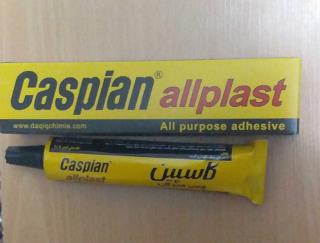 Caspian® allplast
www.daqiqchimie.com All purpose adhesive
Caspian
allplast
کاسپین